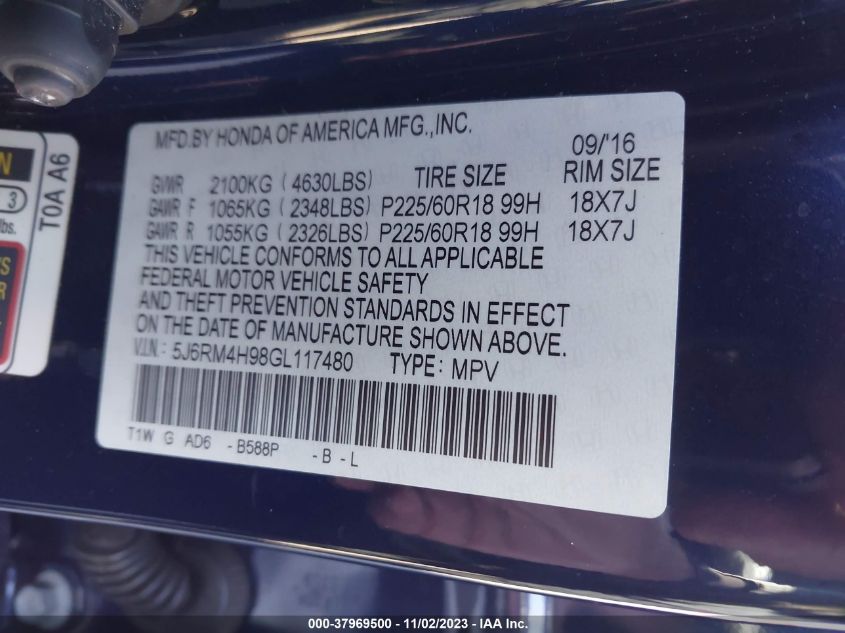 MFD.BY HONDA OF AMERICA MFG.,INC.
09/'16
GVWR 2100KG (4630LBS) TIRE SIZE RIM SIZE
GAWR F 1065KG (2348LBS) P225/60R18 99H 18X7J
GAWR R 1055KG (2326LBS) P225/60R18 99H 18X7J
THIS VEHICLE CONFORMS TO ALL APPLICABLE
FEDERAL MOTOR VEHICLE SAFETY
AND THEFT PREVENTION STANDARDS IN EFFECT
ON THE DATE OF MANUFACTURE SHOWN ABOVE.
V.I.N.: 5J6RM4H98GL117480 TYPE: MPV
T1W G AD6 -B588P -B-L
T0A A6
N
3
lbs.
S
R
000-37969500 - 11/02/2023 - IAA Inc.